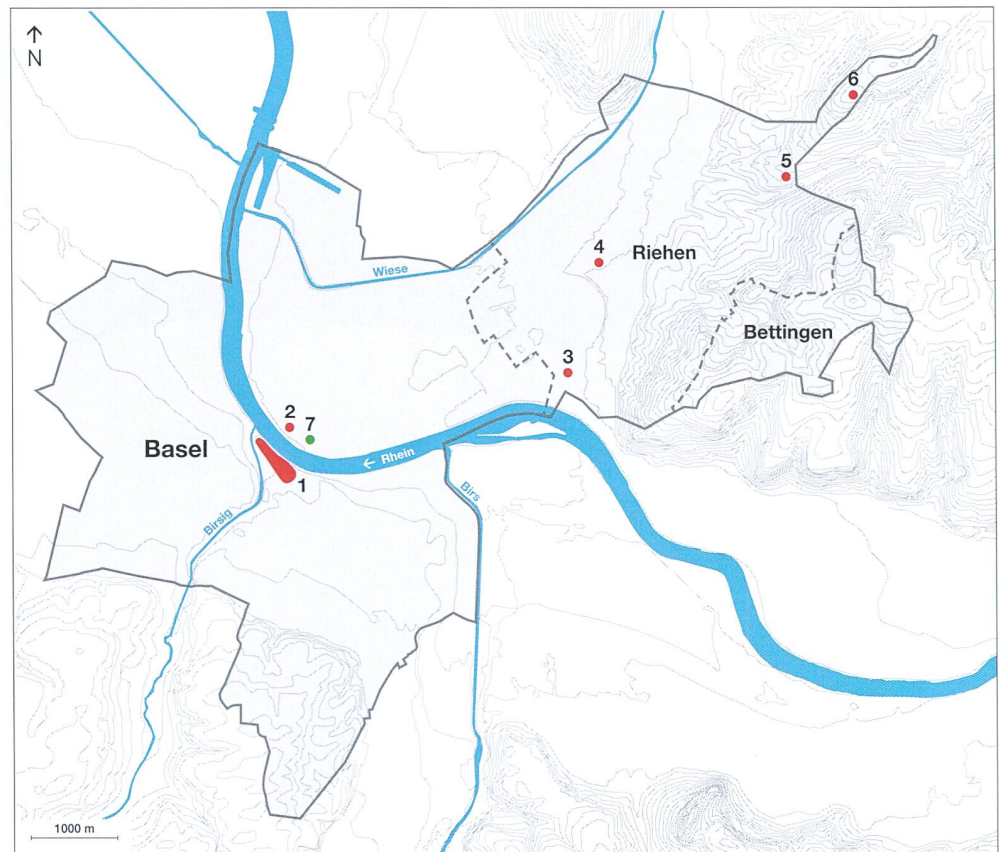 ↑
N
6
5
4
Riehen
Wiese
Bettingen
3
2
7
Basel
← Rhein
1
Birs
Birsig
1000 m